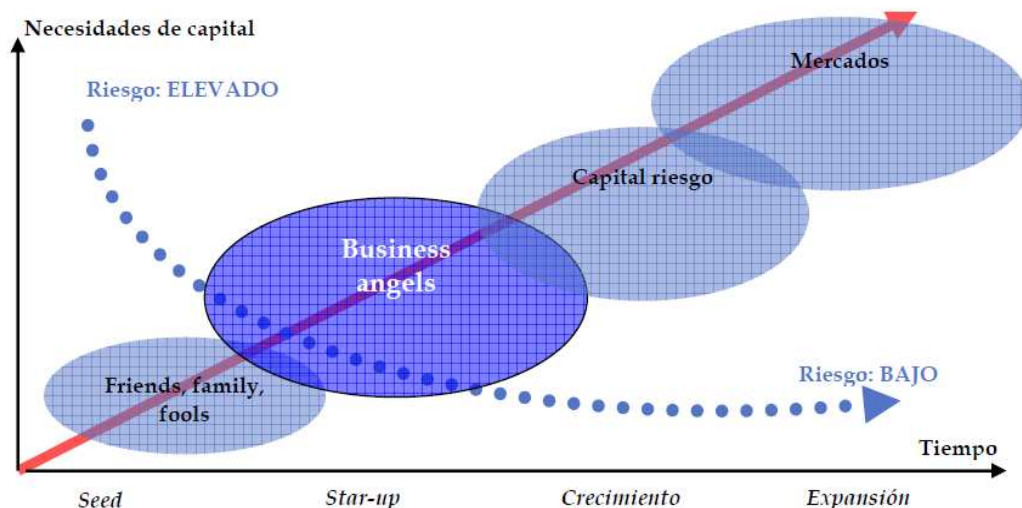 Necesidades de capital
Mercados
Riesgo: ELEVADO
Capital riesgo
Business
angels
Riesgo: BAJO
Friends, family,
fools
Tiempo
Seed
Star-up
Crecimiento
Expansión